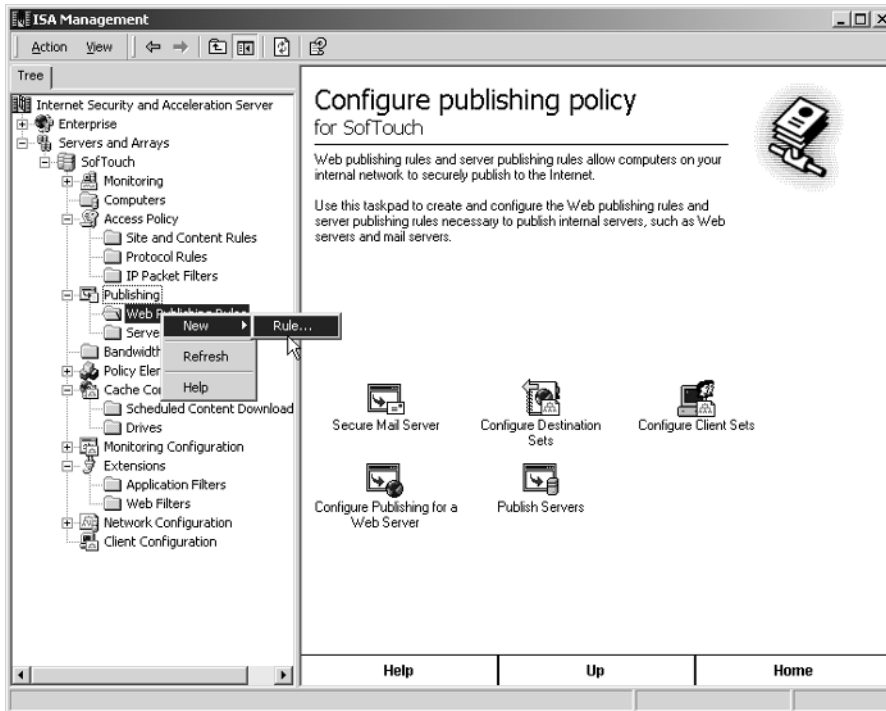 ISA Management
Action View
Tree
Internet Security and Acceleration Server
Enterprise
Servers and Arrays
SofTouch
Monitoring
Computers
Access Policy
Site and Content Rules
Protocol Rules
IP Packet Filters
Publishing
Web Publishing Rules
Serve
Bandwidth
Policy Eler
Cache Co
Scheduled Content Download
Drives
Monitoring Configuration
Extensions
Application Filters
Web Filters
Network Configuration
Client Configuration
New
Rule...
Refresh
Help
Configure publishing policy
for SofTouch
Web publishing rules and server publishing rules allow computers on your
internal network to securely publish to the Internet.
Use this taskpad to create and configure the Web publishing rules and
server publishing rules necessary to publish internal servers, such as Web
servers and mail servers.
Secure Mail Server
Configure Destination
Sets
Configure Client Sets
Configure Publishing for a
Web Server
Publish Servers
Help Up Home